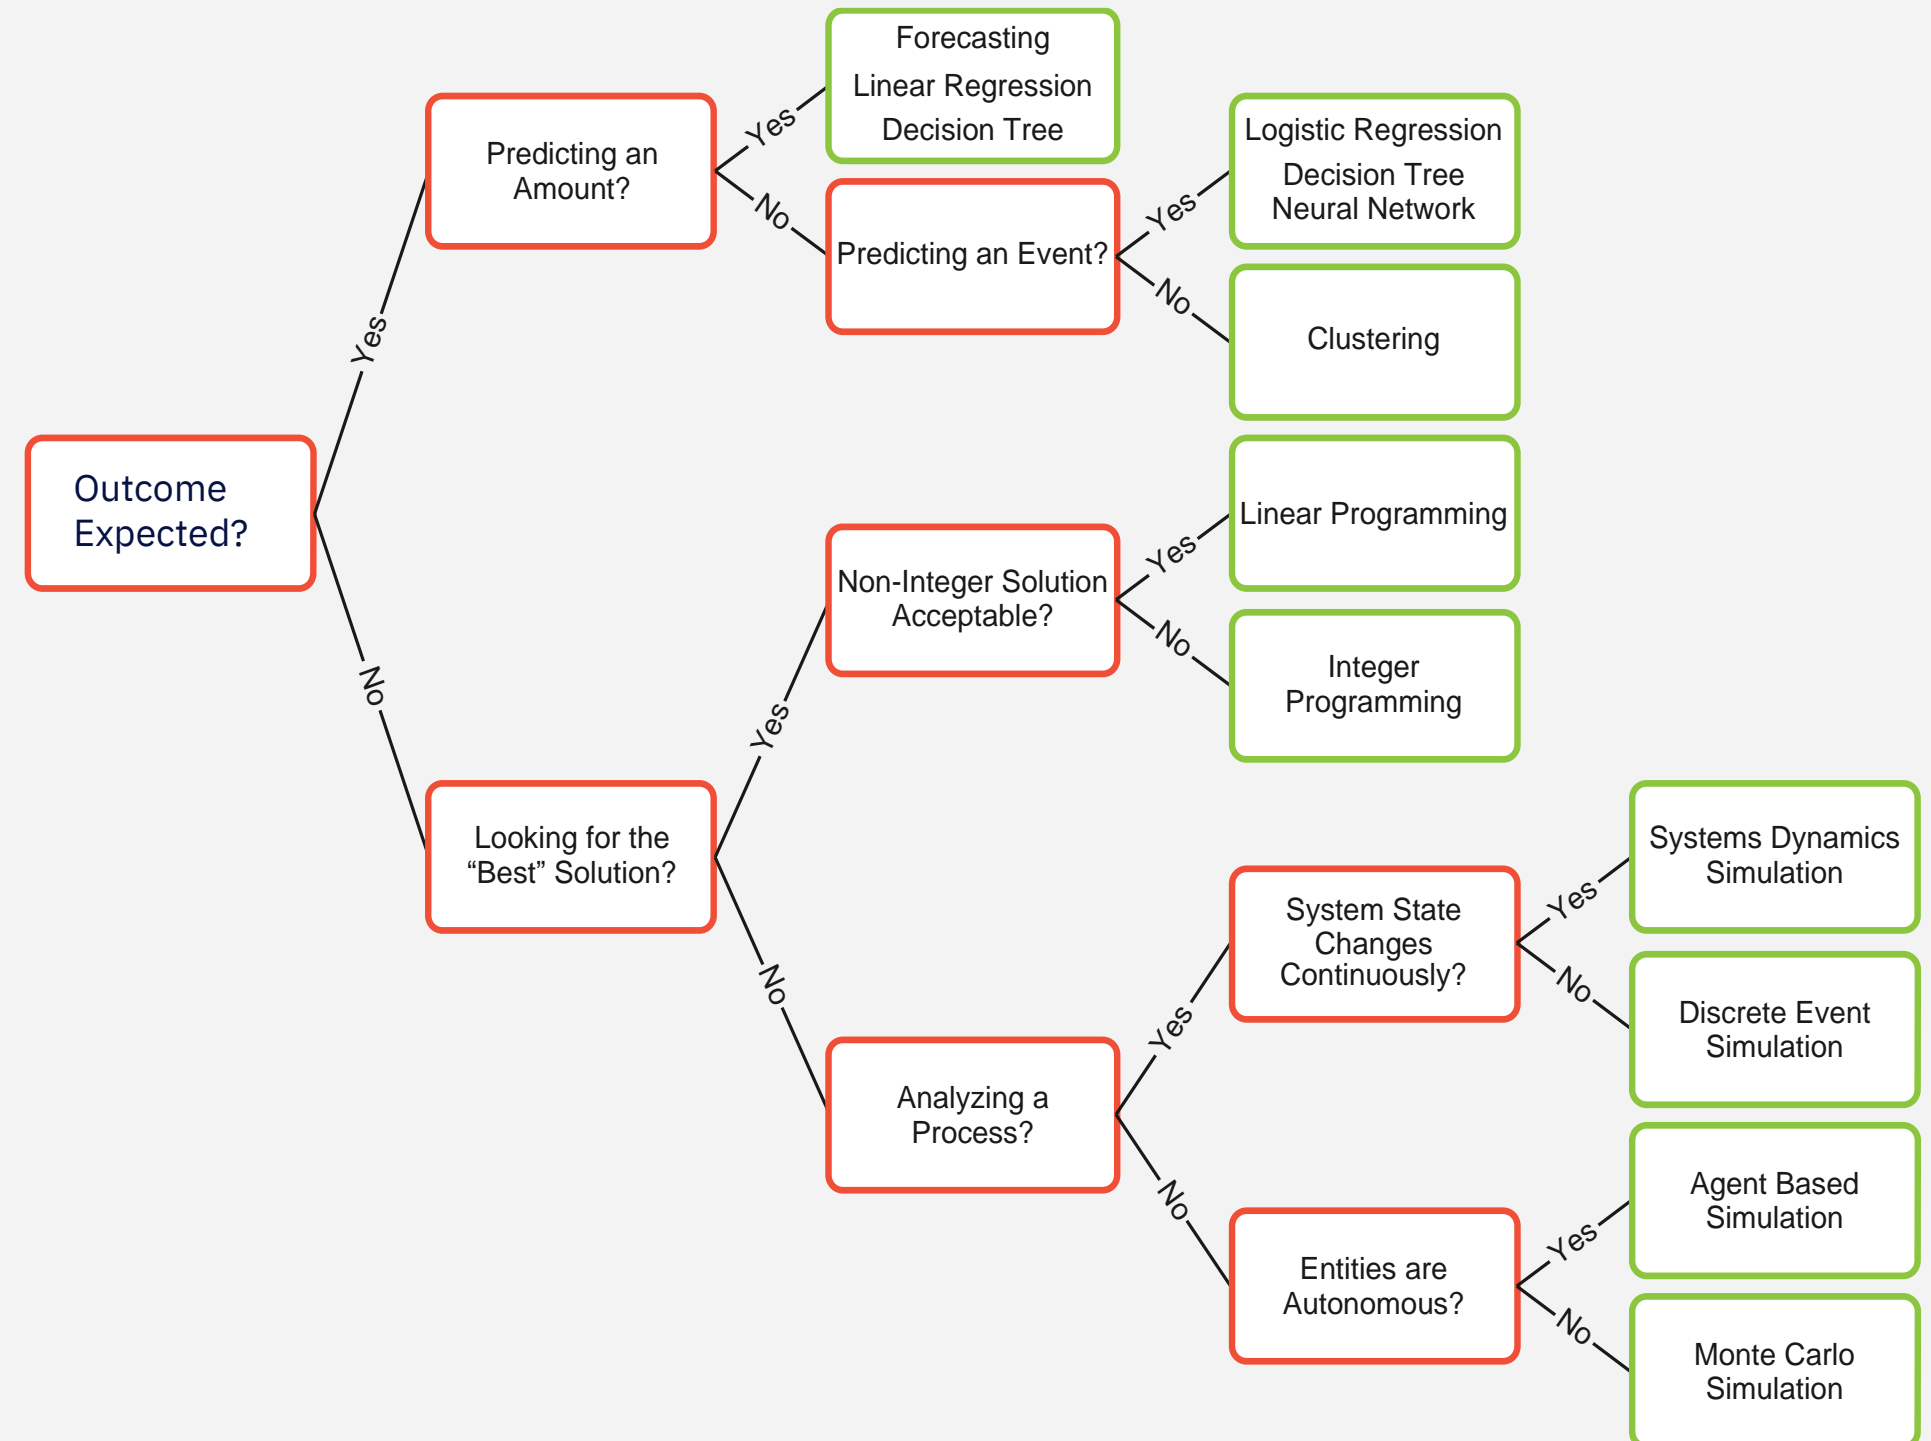 Forecasting
Linear Regression
Decision Tree
Yes
Predicting an
Amount?
No
Logistic Regression
Decision Tree
Neural Network
Yes
Predicting an Event?
No
Clustering
Yes
Outcome
Expected?
No
Linear Programming
Yes
Non-Integer Solution
Acceptable?
No
Integer
Programming
Yes
Looking for the
“Best” Solution?
No
Systems Dynamics
Simulation
Yes
System State
Changes
Continuously?
No
Discrete Event
Simulation
Yes
Analyzing a
Process?
No
Agent Based
Simulation
Yes
Entities are
Autonomous?
No
Monte Carlo
Simulation